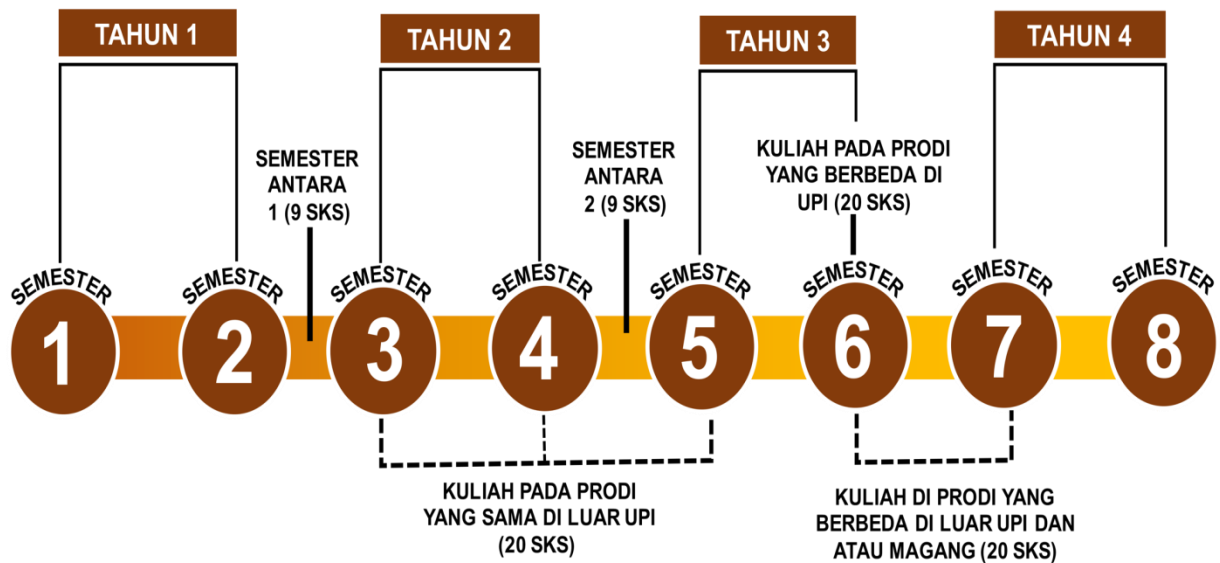 TAHUN 1
TAHUN 2
TAHUN 3
TAHUN 4
SEMESTER
ANTARA
1 (9 SKS)
SEMESTER
ANTARA
2 (9 SKS)
KULIAH PADA PRODI
YANG BERBEDA DI
UPI (20 SKS)
SEMESTER
1
SEMESTER
2
SEMESTER
3
SEMESTER
4
SEMESTER
5
SEMESTER
6
SEMESTER
7
SEMESTER
8
KULIAH PADA PRODI
YANG SAMA DI LUAR UPI
(20 SKS)
KULIAH DI PRODI YANG
BERBEDA DI LUAR UPI DAN
ATAU MAGANG (20 SKS)